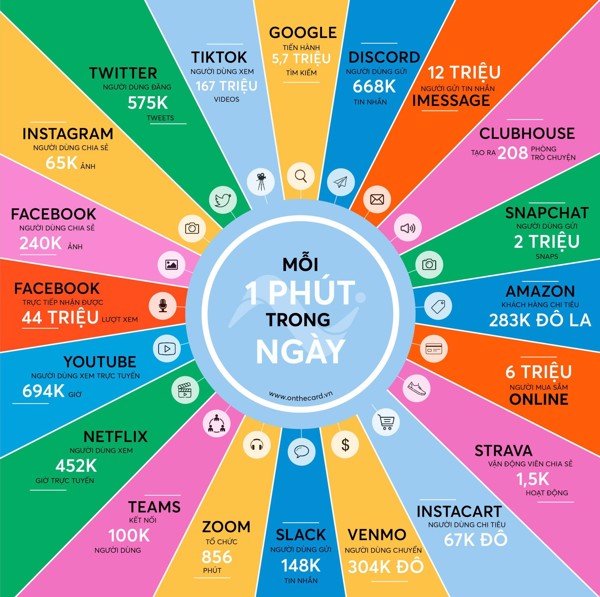 GOOGLE
TIẾN HÀNH
5,7 TRIỆU
TÌM KIẾM
DISCORD
NGƯỜI DÙNG GỬI
668K
TIN NHẮN
12 TRIỆU
NGƯỜI GỬI TIN NHẮN
IMESSAGE
CLUBHOUSE
TẠO RA 208 PHÒNG
TRÒ CHUYỆN
SNAPCHAT
NGƯỜI DÙNG GỬI
2 TRIỆU
SNAPS
AMAZON
KHÁCH HÀNG CHI TIÊU
283K ĐÔ LA
6 TRIỆU
NGƯỜI MUA SẮM
ONLINE
STRAVA
VẬN ĐỘNG VIÊN CHIA SẺ
1,5K
HOẠT ĐỘNG
INSTACART
NGƯỜI DÙNG CHI TIÊU
67K ĐÔ
VENMO
NGƯỜI DÙNG CHUYỂN
304K ĐÔ
SLACK
NGƯỜI DÙNG GỬI
148K
TIN NHẮN
ZOOM
TỔ CHỨC
856
PHÚT
TEAMS
KẾT NỐI
100K
NGƯỜI DÙNG
NETFLIX
NGƯỜI DÙNG XEM
452K
GIỜ TRỰC TUYẾN
YOUTUBE
NGƯỜI DÙNG XEM TRỰC TUYẾN
694K GIỜ
FACEBOOK
TRỰC TIẾP NHẬN ĐƯỢC
44 TRIỆU LƯỢT XEM
FACEBOOK
NGƯỜI DÙNG CHIA SẺ
240K ẢNH
INSTAGRAM
NGƯỜI DÙNG CHIA SẺ
65K ẢNH
TWITTER
NGƯỜI DÙNG ĐĂNG
575K
TWEETS
TIKTOK
NGƯỜI DÙNG XEM
167 TRIỆU
VIDEOS
MỖI
1 PHÚT
TRONG
NGÀY
www.onthecord.vn
$